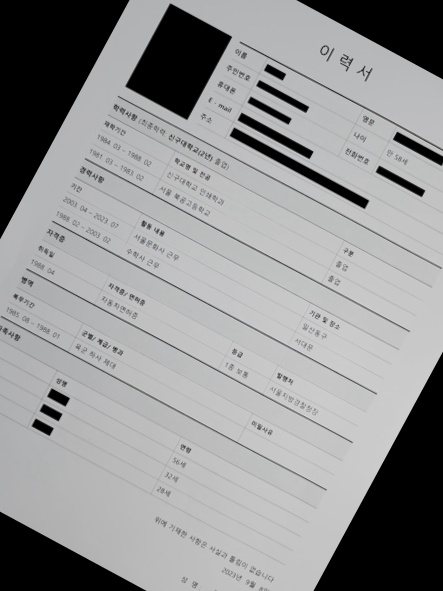 이 력 서
이름
영문
주민번호
나이
만 58세
휴대폰
전화번호
E - mail
주소
학력사항 (최종학력: 신구대학교(2년) 졸업)
재학기간 학교명 및 전공 구분
1984. 03 ~ 1988. 02 신구대학교 인쇄학과 졸업
1981. 03 ~ 1983. 02 서울 북공고등학교 졸업
경력사항
기간 활동 내용 기관 및 장소
2003. 04 ~ 2023. 07 서울문화사 근무 일산동구
1988. 02 ~ 2003. 02 수학사 근무 서대문
자격증
취득일 자격증/ 면허증 등급 발행처
1988. 04 자동차면허증 1종 보통 서울지방경찰청장
병역
복무기간 군별/ 계급/ 병과 미필사유
1985. 08 ~ 1988. 01 육군 하사 제대
가족사항
성명 연령
56세
32세
28세
위에 기재한 사항은 사실과 틀림이 없습니다
2023년 9월
성 명 :